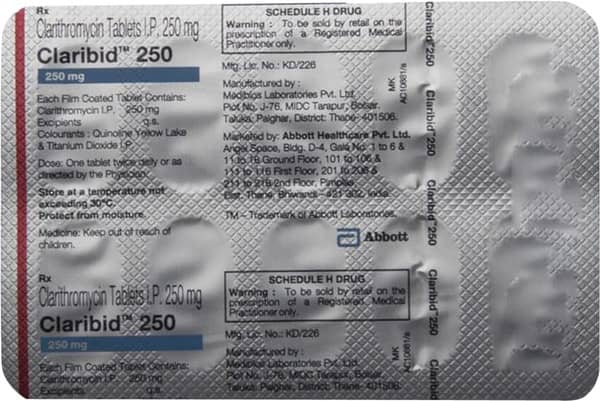 Rx
Clarithromycin Tablets I.P. 250 mg
Claribid™ 250
250 mg
Each Film Coated Tablet Contains:
Clarithromycin I.P. 250 mg
Excipients q.s.
Colourants : Quinoline Yellow Lake
& Titanium Dioxide I.P.
Dose: One tablet twice daily or as
directed by the Physician.
Store at a temperature not
exceeding 30°C.
Protect from moisture.
Medicine: Keep out of reach of
children.
SCHEDULE H DRUG
Warning : To be sold by retail on the
prescription of a Registered Medical
Practitioner only.
Mfg. Lic. No.: KD/226
Manufactured by :
Medibios Laboratories Pvt. Ltd.
Plot No. J-76, MIDC Tarapur, Boisar,
Taluka: Palghar, District: Thane- 401506.
Marketed by: Abbott Healthcare Pvt. Ltd.
Angel Space, Bldg. D-4, Gala No. 1 to 6 &
11 to 16 Ground Floor, 101 to 106 &
111 to 116 First Floor, 201 to 206 &
211 to 216 2nd Floor, Pimplas,
Dist. Thane, Bhiwandi – 421 302, India.
TM – Trademark of Abbott Laboratories.
Abbott
MK
AC10681/a
Claribid™ 250
Claribid™ 250
Claribid™ 250
Claribid™ 250
Rx
Clarithromycin Tablets I.P. 250 mg
Claribid™ 250
250 mg
Each Film Coated Tablet Contains:
Clarithromycin I.P. 250 mg
Excipients q.s.
SCHEDULE H DRUG
Warning : To be sold by retail on the
prescription of a Registered Medical
Practitioner only.
Mfg. Lic. No.: KD/226
Manufactured by :
Medibios Laboratories Pvt. Ltd.
Plot No. J-76, MIDC Tarapur, Boisar,
Taluka: Palghar, District: Thane- 401506.
MK
AC10681/a